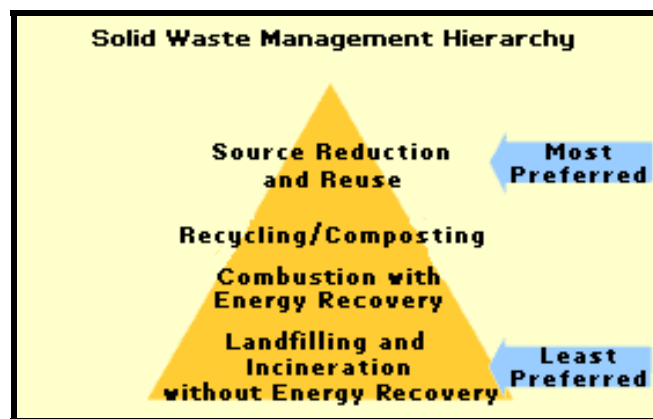 Solid Waste Management Hierarchy
Source Reduction
and Reuse
Most
Preferred
Recycling/Composting
Combustion with
Energy Recovery
Landfilling and
Incineration
without Energy Recovery
Least
Preferred